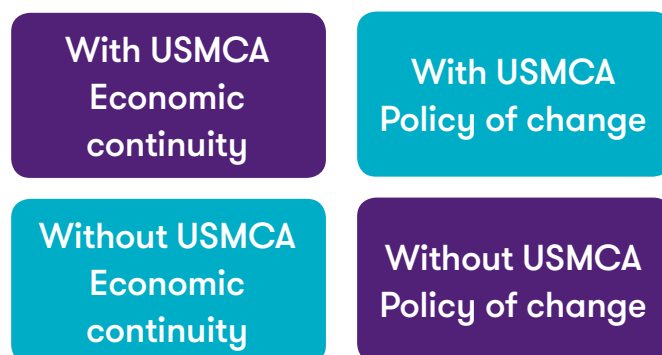 With USMCA
Economic
continuity
With USMCA
Policy of change
Without USMCA
Economic
continuity
Without USMCA
Policy of change